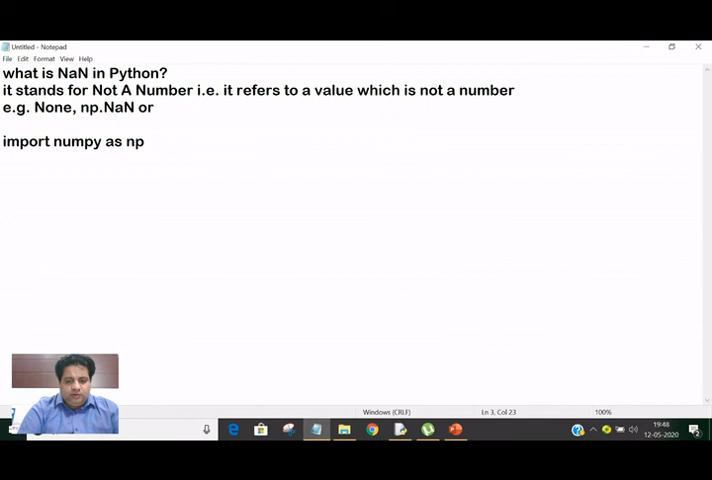 Untitled - Notepad
File Edit Format View Help
what is NaN in Python?
it stands for Not A Number i.e. it refers to a value which is not a number
e.g. None, np.NaN or
import numpy as np
Windows (CRLF) Ln 3, Col 23 100%
19:48
12-05-2020
2